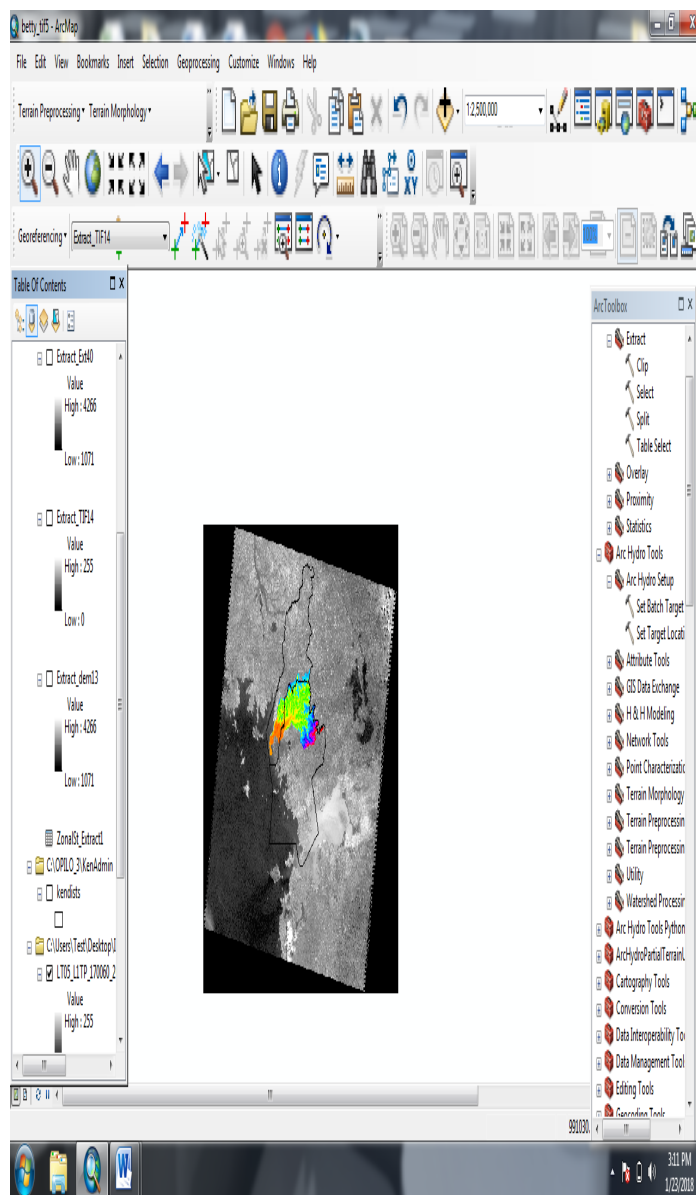 betty_tif5 - ArcMap
File Edit View Bookmarks Insert Selection Geoprocessing Customize Windows Help
Terrain Preprocessing Terrain Morphology
1:2,500,000
XY
Georeferencing Extract_TIF14
Table Of Contents
Extract_Ext40
Value
High : 4266
Low : 1071
Extract_TIF14
Value
High : 255
Low : 0
Extract_dem13
Value
High : 4266
Low : 1071
ZonalSt_Extract1
C:\OPILO_3\KenAdmin
kendists
C:\Users\Test\Desktop\
LT05_L1TP_170060_2
Value
High : 255
ArcToolbox
Extract
Clip
Select
Split
Table Select
Overlay
Proximity
Statistics
Arc Hydro Tools
Arc Hydro Setup
Set Batch Target
Set Target Locati
Attribute Tools
GIS Data Exchange
H & H Modeling
Network Tools
Point Characterizatio
Terrain Morphology
Terrain Preprocessin
Terrain Preprocessin
Utility
Watershed Processin
Arc Hydro Tools Python
ArcHydroPartialTerrainU
Cartography Tools
Conversion Tools
Data Interoperability Too
Data Management Tool
Editing Tools
Geocoding Tools
991030.
3:11 PM
1/23/2018